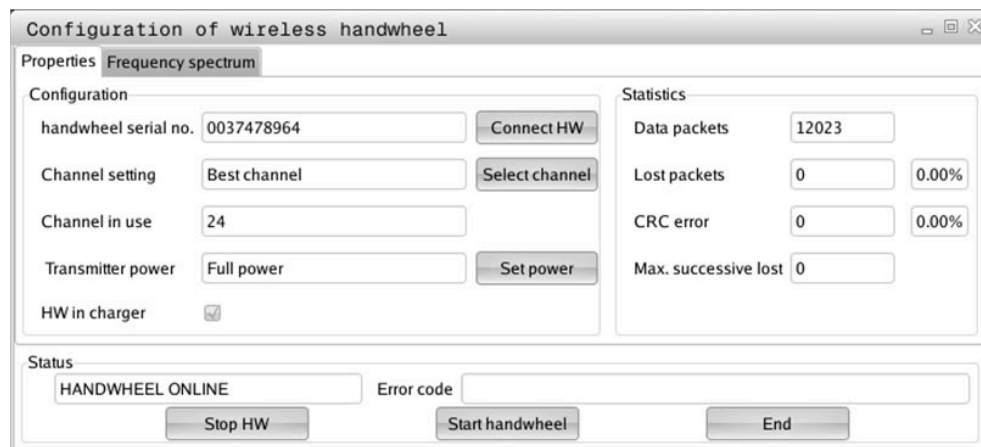 Configuration of wireless handwheel
Properties Frequency spectrum
Configuration
handwheel serial no. 0037478964 Connect HW
Channel setting Best channel Select channel
Channel in use 24
Transmitter power Full power Set power
HW in charger
Statistics
Data packets 12023
Lost packets 0 0.00%
CRC error 0 0.00%
Max. successive lost 0
Status
HANDWHEEL ONLINE Error code
Stop HW Start handwheel End